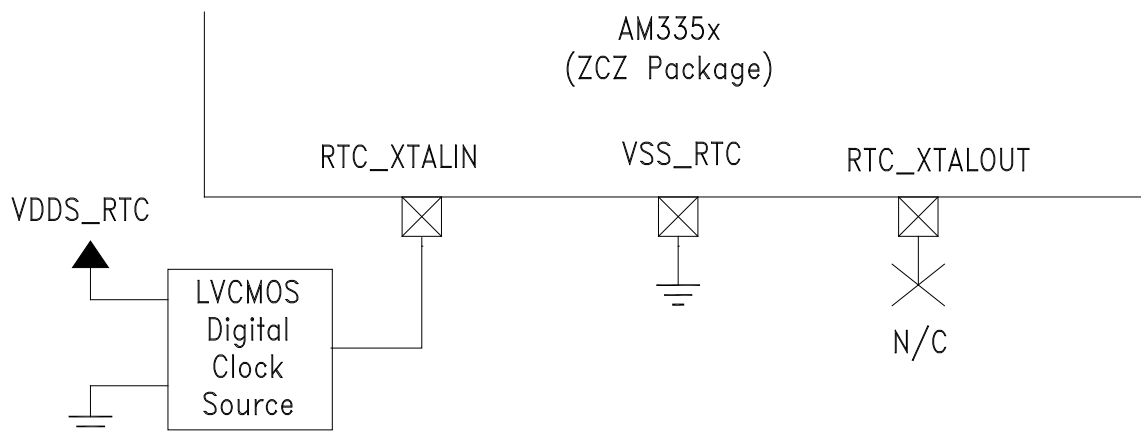 AM335x
(ZCZ Package)
RTC_XTALIN
VSS_RTC
RTC_XTALOUT
VDDS_RTC
LVCMOS
Digital
Clock
Source
N/C